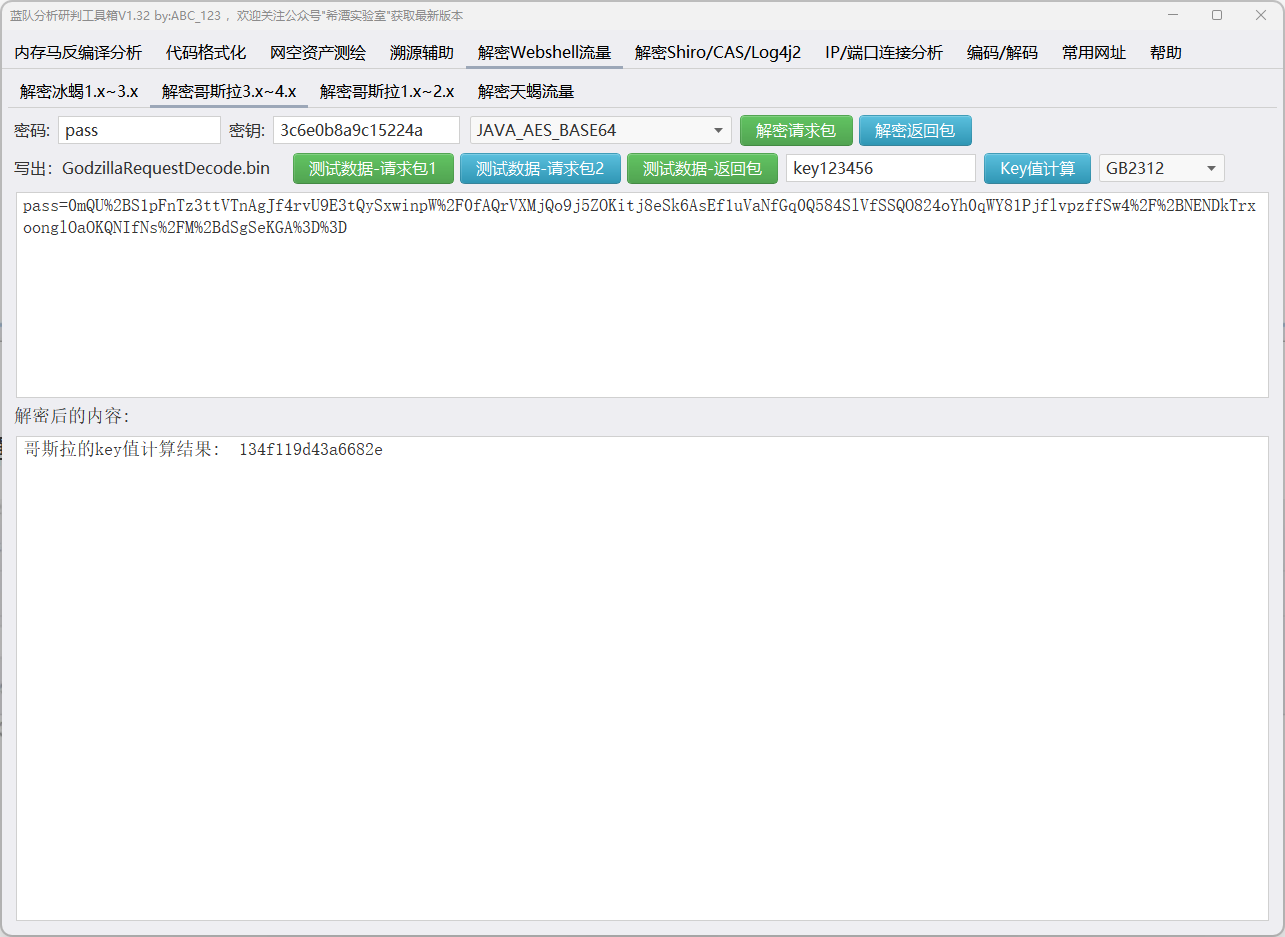 蓝队分析研判工具箱V1.32 by:ABC_123 ，欢迎关注公众号"希潭实验室"获取最新版本
内存马反编译分析 代码格式化 网空资产测绘 溯源辅助 解密Webshell流量 解密Shiro/CAS/Log4j2 IP/端口连接分析 编码/解码 常用网址 帮助
解密冰蝎1.x~3.x 解密哥斯拉3.x~4.x 解密哥斯拉1.x~2.x 解密天蝎流量
密码: pass 密钥: 3c6e0b8a9c15224a JAVA_AES_BASE64 解密请求包 解密返回包
写出: GodzillaRequestDecode.bin 测试数据-请求包1 测试数据-请求包2 测试数据-返回包 key123456 Key值计算 GB2312
pass=0mQU%2BS1pFnTz3ttVTnAgJf4rvU9E3tQySxwinpW%2F0fAQrVXMjQo9j5ZOKitj8eSk6AsEf1uVaNfGq0Q584SlVfSSQO824oYh0qWY81PjflvpzffSw4%2F%2BNENDkTrx
oonglOaOKQNIfNs%2FM%2BdSgSeKGA%3D%3D
解密后的内容:
哥斯拉的key值计算结果: 134f119d43a6682e